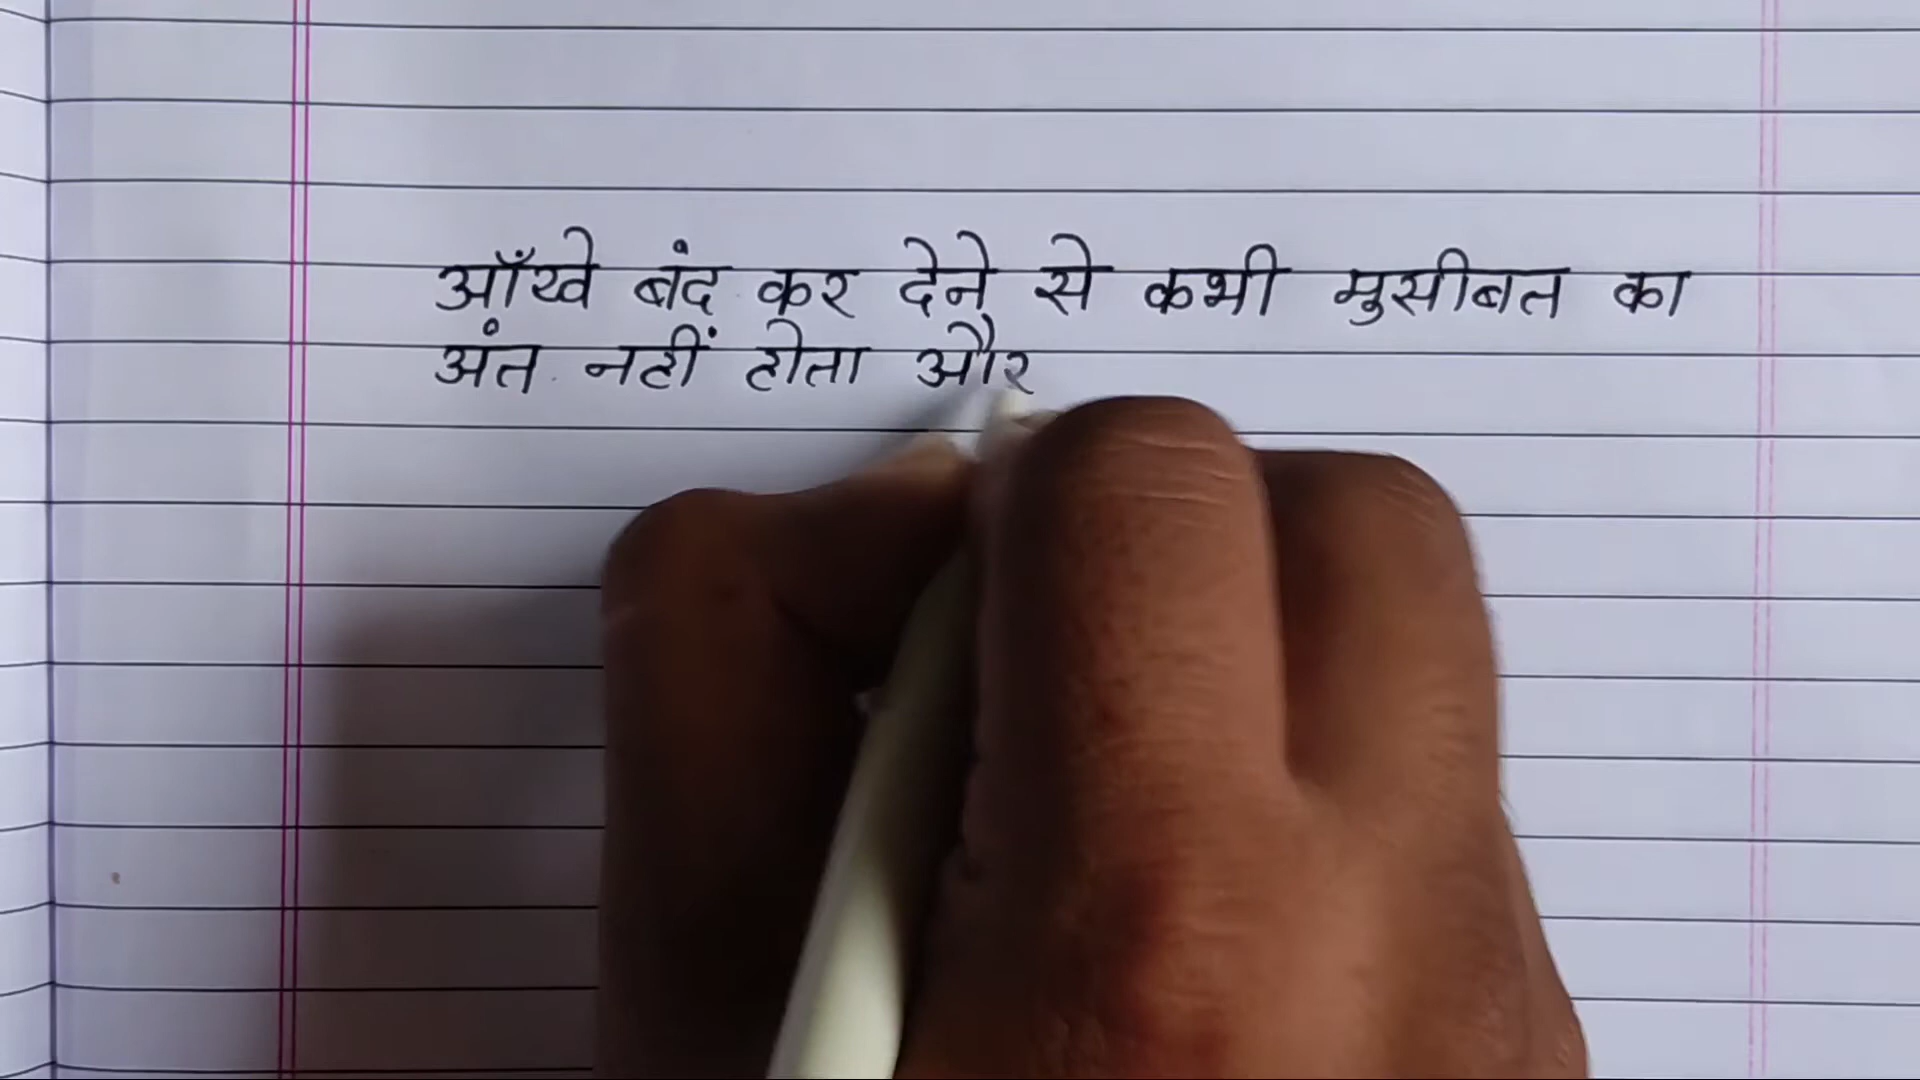 आँखे बंद कर देने से कभी मुसीबत का
अंत नहीं होता और